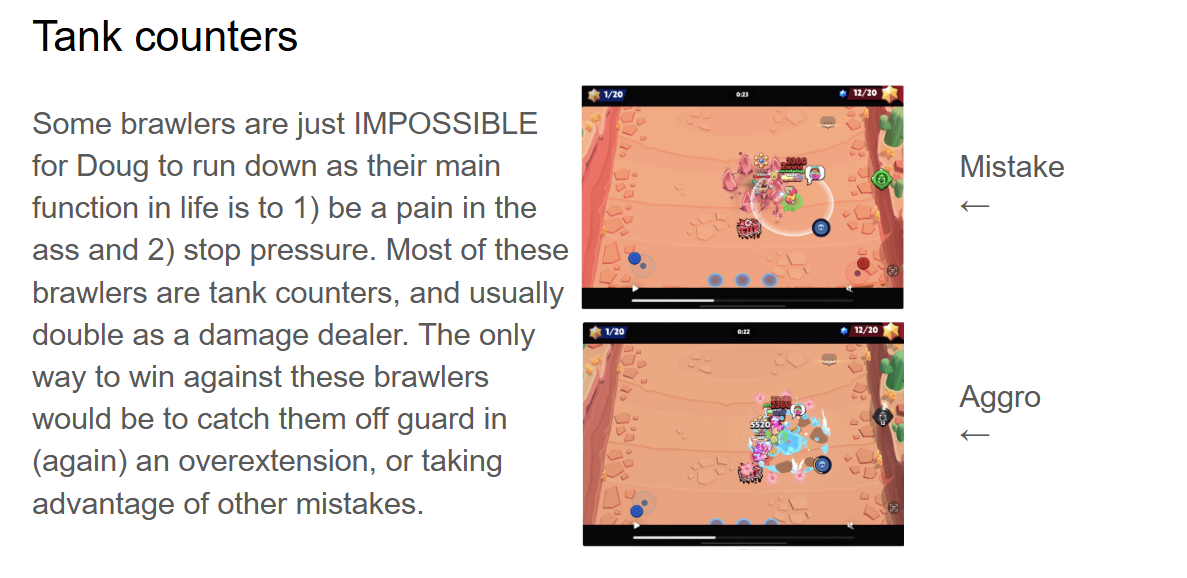 Tank counters
Some brawlers are just IMPOSSIBLE
for Doug to run down as their main
function in life is to 1) be a pain in the
ass and 2) stop pressure. Most of these
brawlers are tank counters, and usually
double as a damage dealer. The only
way to win against these brawlers
would be to catch them off guard in
(again) an overextension, or taking
advantage of other mistakes.
1/20
0:23
12/20
Mistake
←
1/20
0:22
12/20
5520
Aggro
←